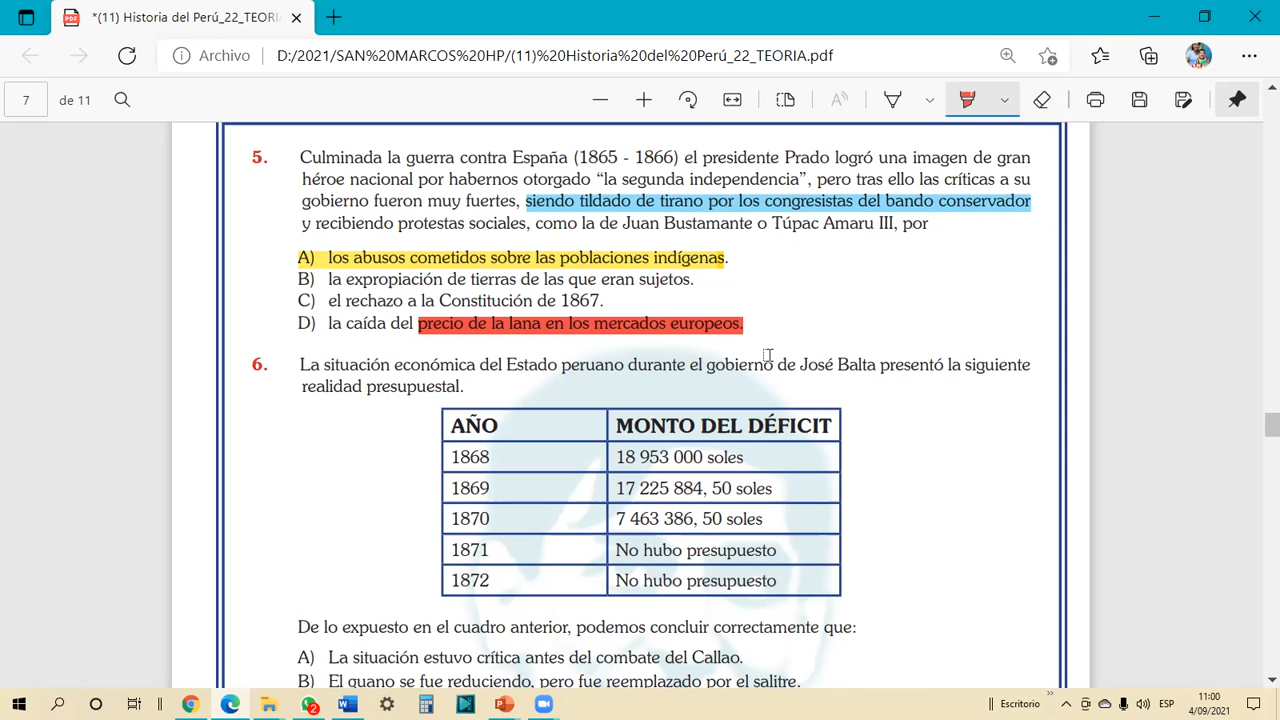 *(11) Historia del Perú_22_TEORI
Archivo
D:/2021/SAN%20MARCOS%20HP/(11)%20Historia%20del%20Perú_22_TEORIA.pdf
7
de 11
5. Culminada la guerra contra España (1865 - 1866) el presidente Prado logró una imagen de gran
héroe nacional por habernos otorgado “la segunda independencia”, pero tras ello las críticas a su
gobierno fueron muy fuertes, siendo tildado de tirano por los congresistas del bando conservador
y recibiendo protestas sociales, como la de Juan Bustamante o Túpac Amaru III, por
A) los abusos cometidos sobre las poblaciones indígenas.
B) la expropiación de tierras de las que eran sujetos.
C) el rechazo a la Constitución de 1867.
D) la caída del precio de la lana en los mercados europeos.
6. La situación económica del Estado peruano durante el gobierno de José Balta presentó la siguiente
realidad presupuestal.
AÑO MONTO DEL DÉFICIT
1868 18 953 000 soles
1869 17 225 884, 50 soles
1870 7 463 386, 50 soles
1871 No hubo presupuesto
1872 No hubo presupuesto
De lo expuesto en el cuadro anterior, podemos concluir correctamente que:
A) La situación estuvo crítica antes del combate del Callao.
B) El guano se fue reduciendo, pero fue reemplazado por el salitre.
2
Escritorio
ESP
11:00
4/09/2021